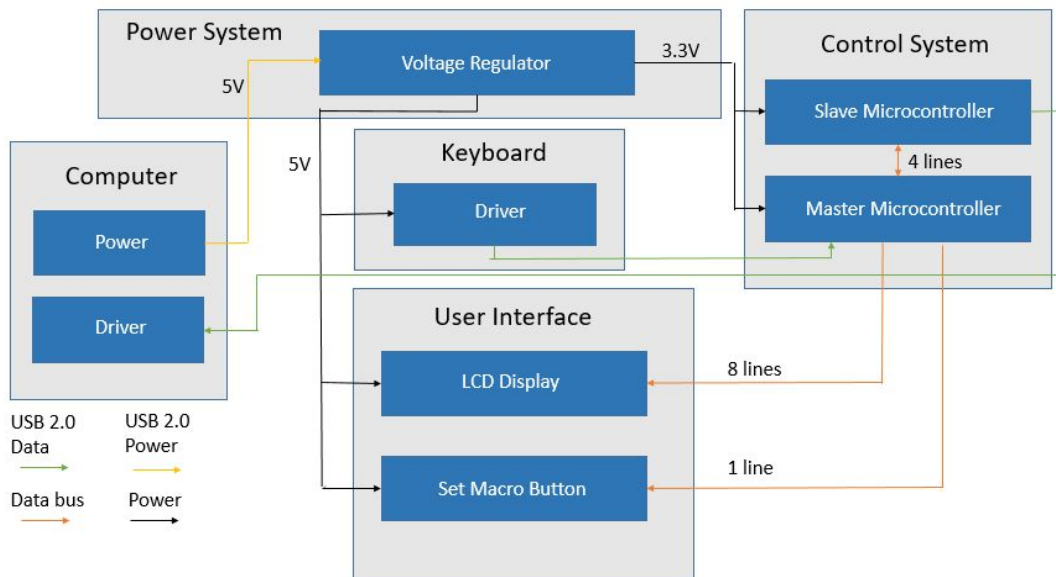 Power System
Voltage Regulator
5V
3.3V
Control System
Slave Microcontroller
4 lines
Master Microcontroller
5V
Keyboard
Driver
Computer
Power
Driver
User Interface
LCD Display
8 lines
Set Macro Button
1 line
USB 2.0
Data
USB 2.0
Power
Data bus
Power